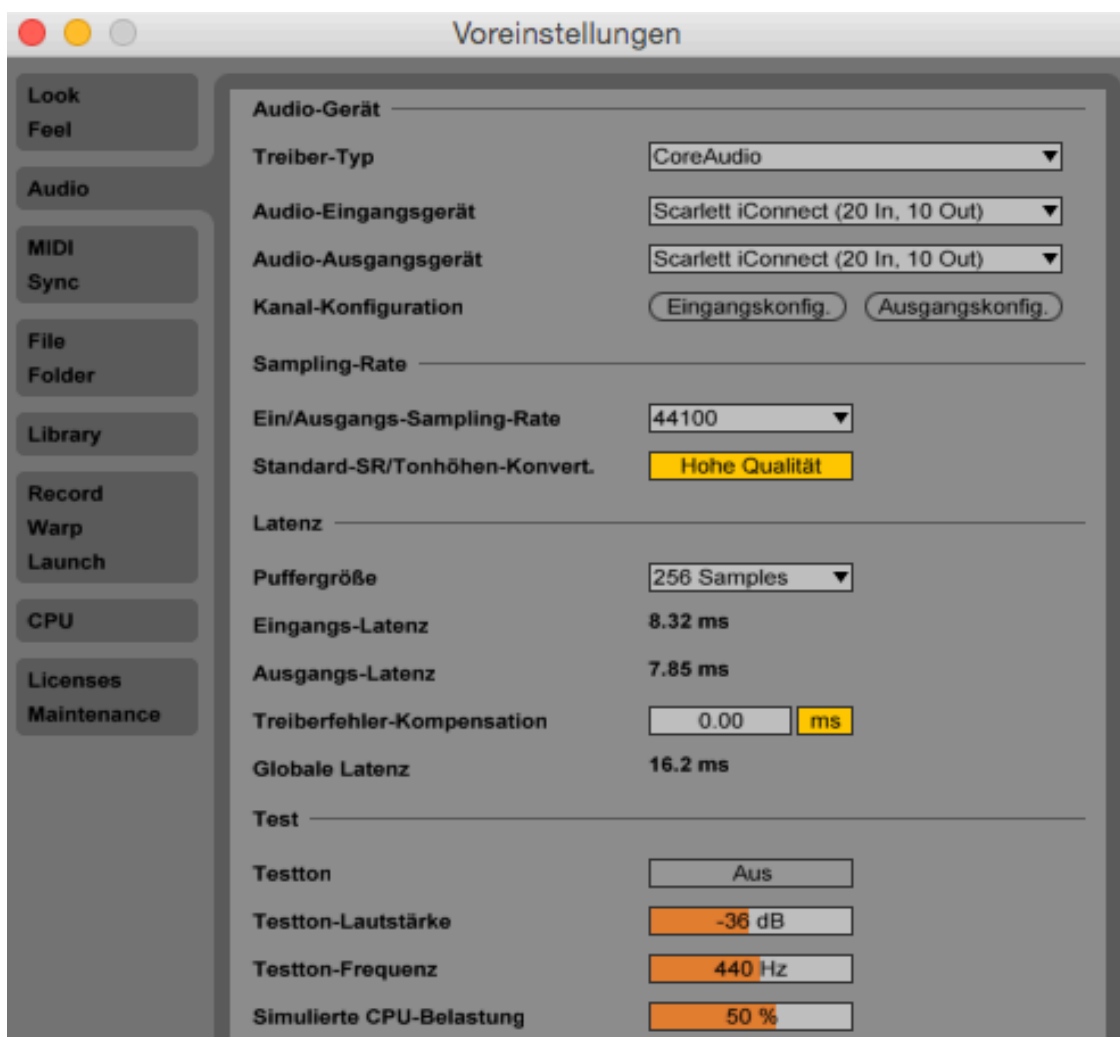 Voreinstellungen
Look
Feel
Audio
MIDI
Sync
File
Folder
Library
Record
Warp
Launch
CPU
Licenses
Maintenance
Audio-Gerät
Treiber-Typ CoreAudio
Audio-Eingangsgerät Scarlett iConnect (20 In, 10 Out)
Audio-Ausgangsgerät Scarlett iConnect (20 In, 10 Out)
Kanal-Konfiguration Eingangskonfig. Ausgangskonfig.
Sampling-Rate
Ein/Ausgangs-Sampling-Rate 44100
Standard-SR/Tonhöhen-Konvert. Hohe Qualität
Latenz
Puffergröße 256 Samples
Eingangs-Latenz 8.32 ms
Ausgangs-Latenz 7.85 ms
Treiberfehler-Kompensation 0.00 ms
Globale Latenz 16.2 ms
Test
Testton Aus
Testton-Lautstärke -36 dB
Testton-Frequenz 440 Hz
Simulierte CPU-Belastung 50 %